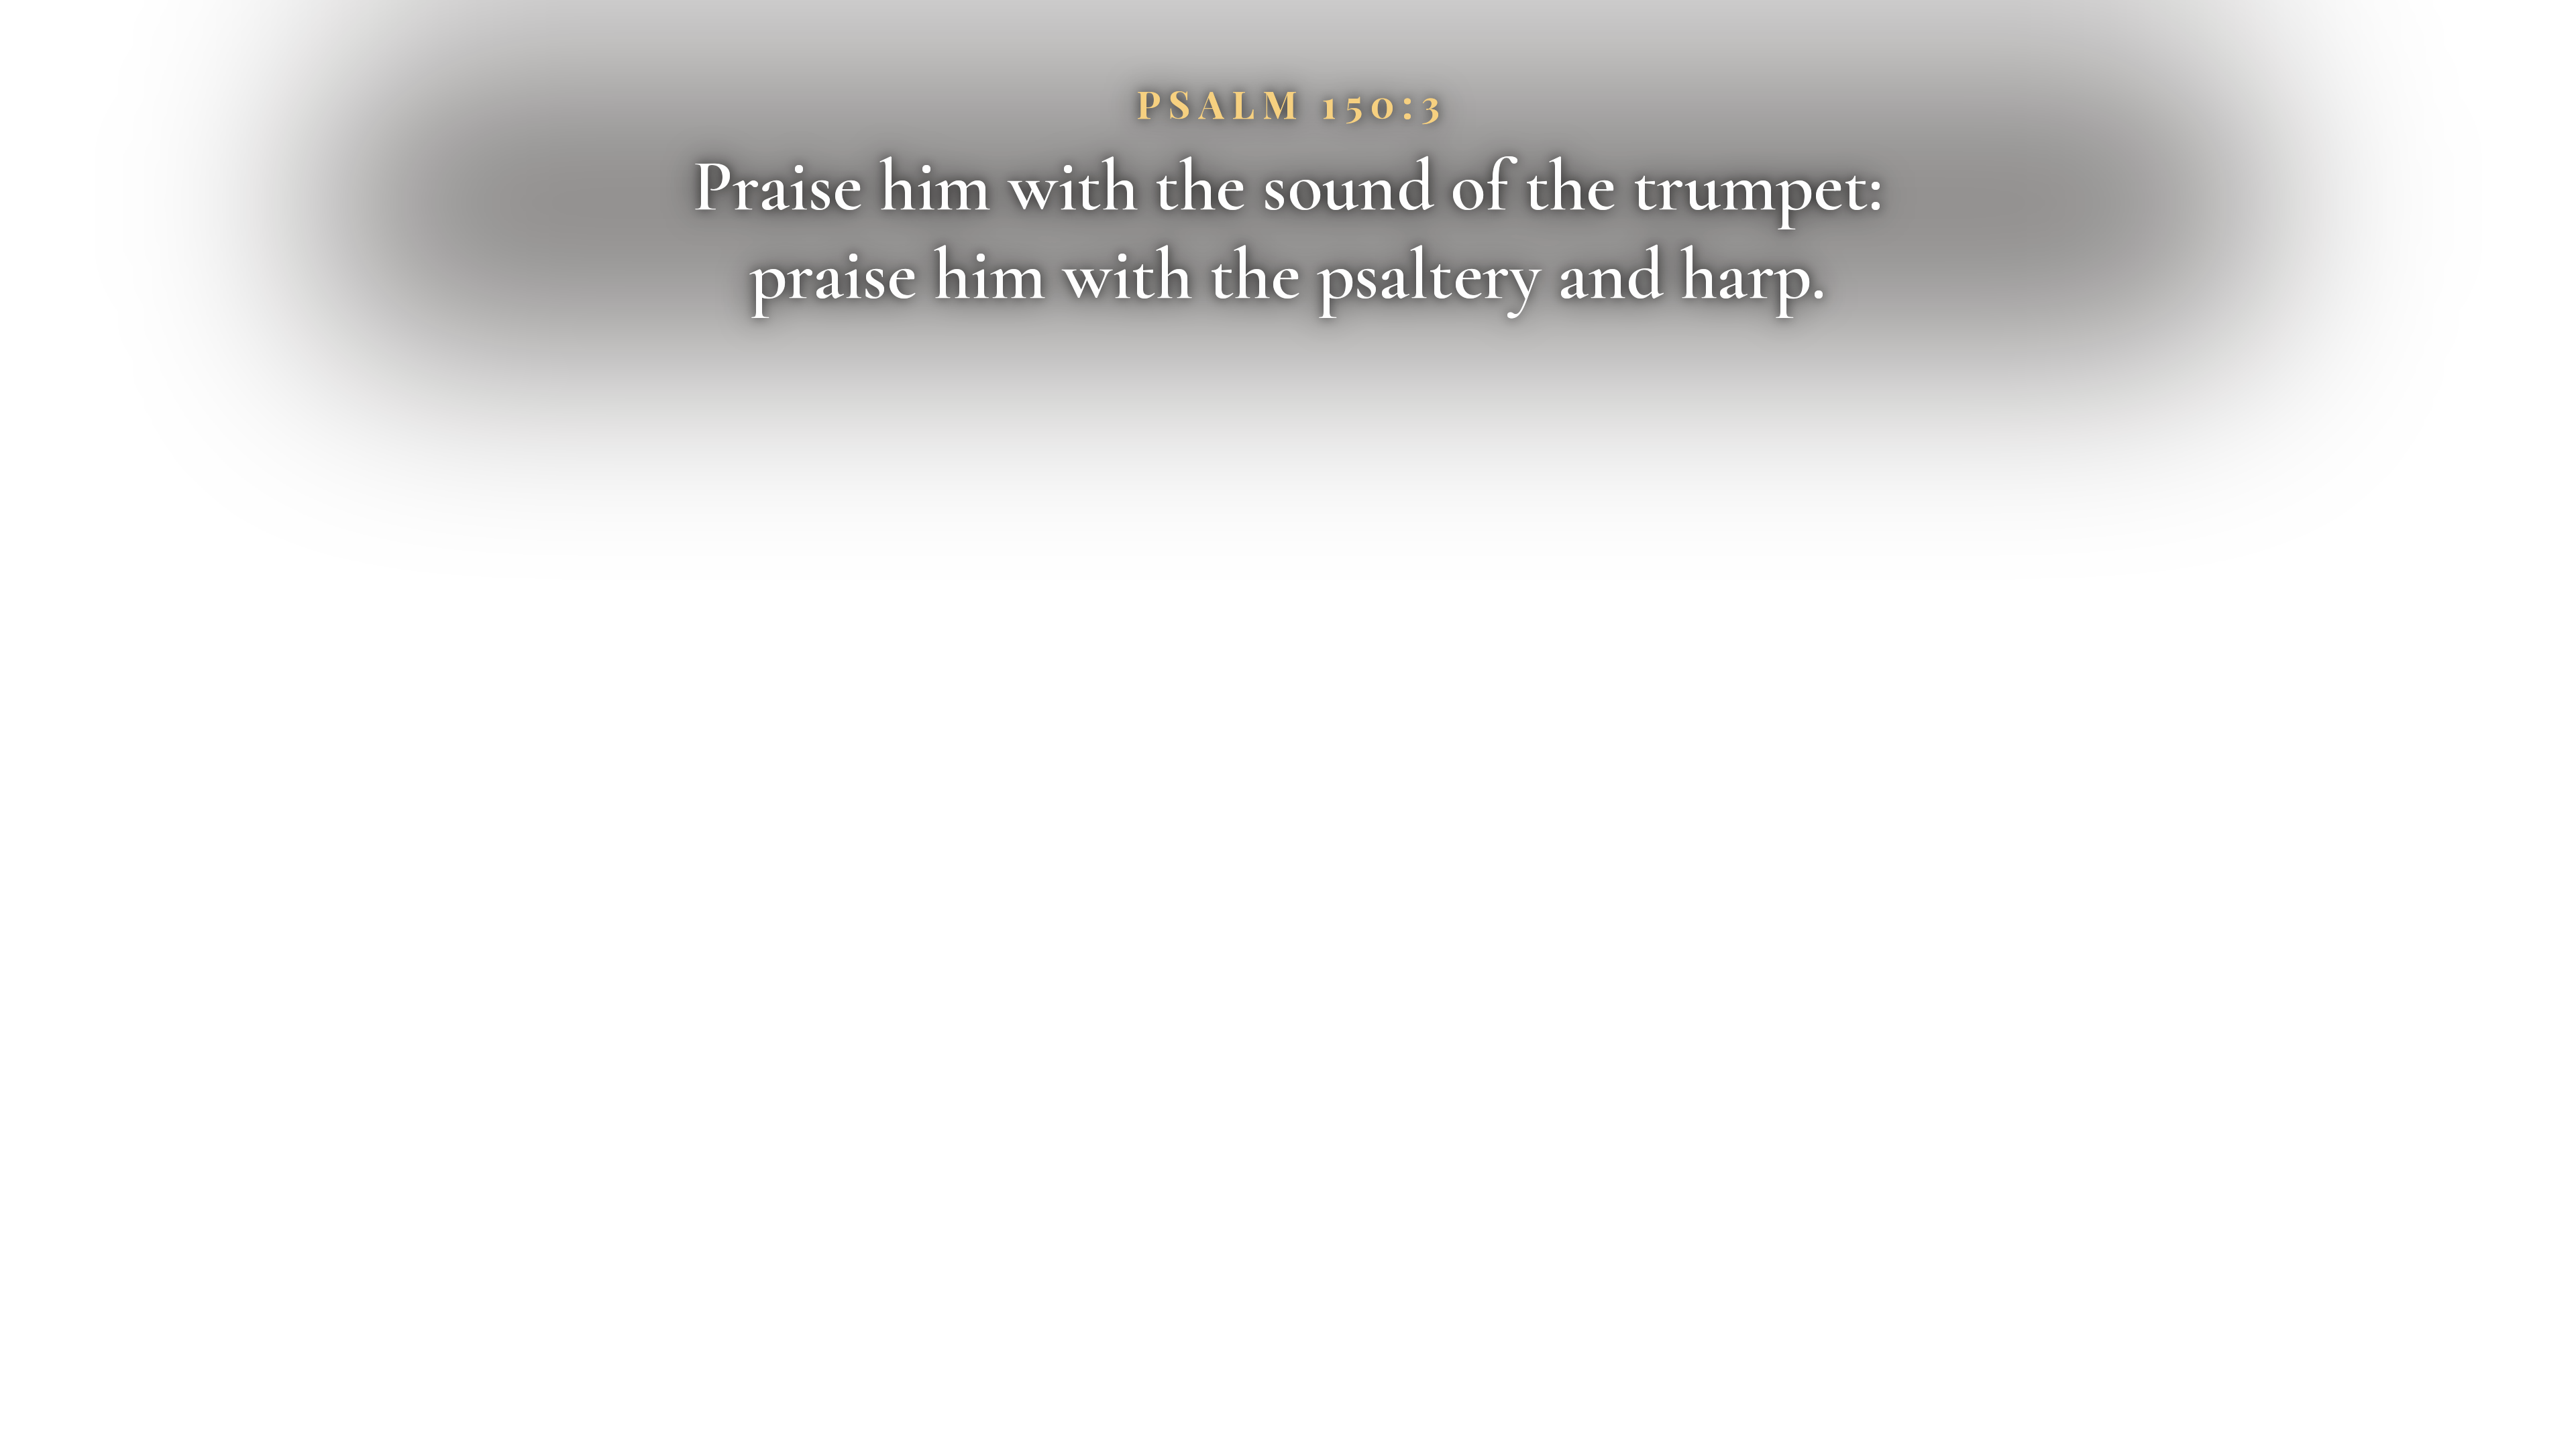 PSALM 150:3
Praise him with the sound of the trumpet:
praise him with the psaltery and harp.